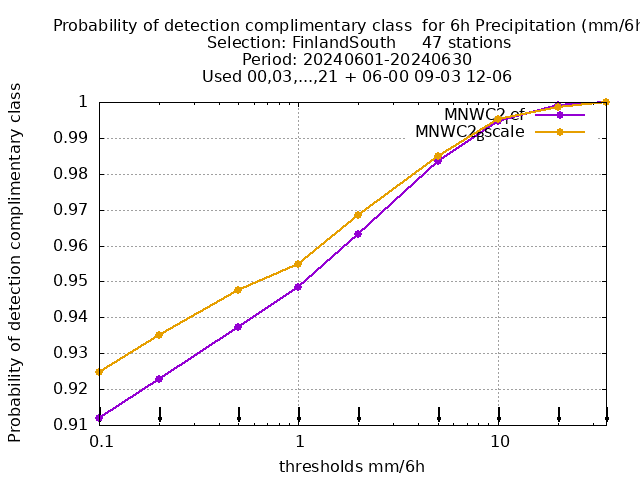 Probability of detection complimentary class  for 6h Precipitation (mm/6h
Selection: FinlandSouth     47 stations
Period: 20240601-20240630
Used 00,03,...,21 + 06-00 09-03 12-06
Probability of detection complimentary class
1
0.99
0.98
0.97
0.96
0.95
0.94
0.93
0.92
0.91
MNWC2ref
MNWC2Bscale
0.1
1
10
thresholds mm/6h